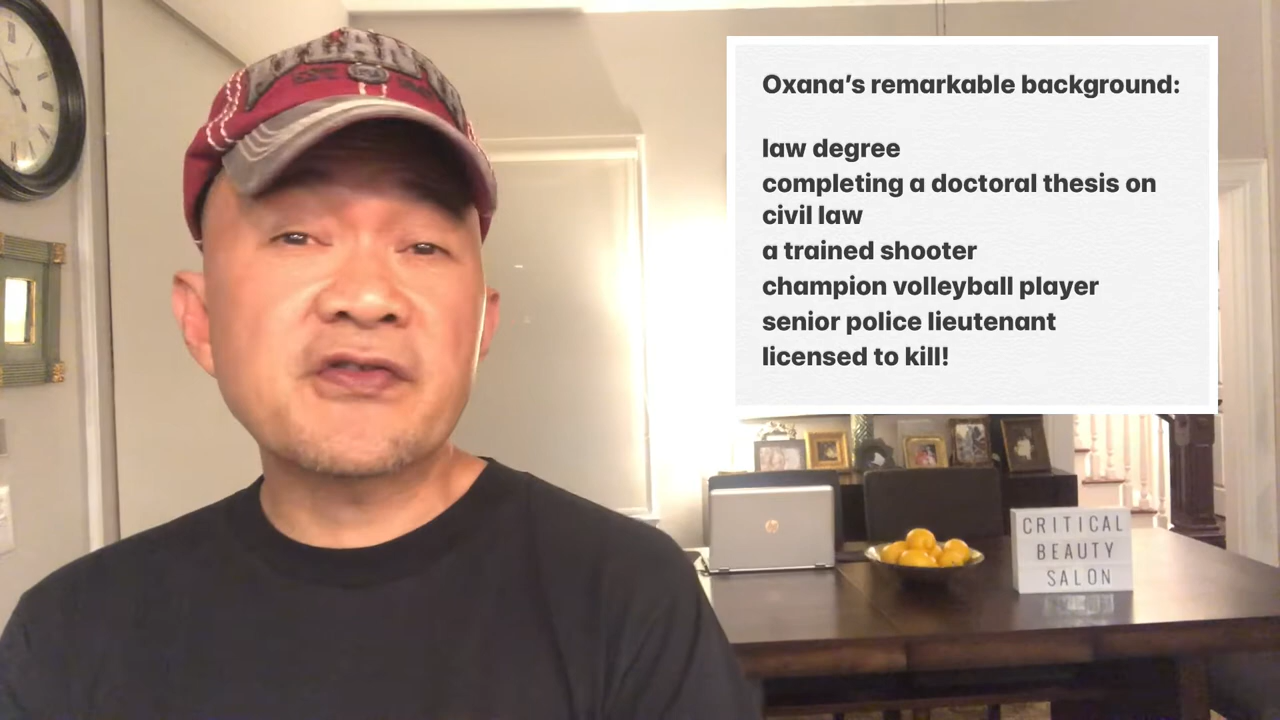 Oxana's remarkable background:
law degree
completing a doctoral thesis on
civil law
a trained shooter
champion volleyball player
senior police lieutenant
licensed to kill!
CRITICAL
BEAUTY
SALON